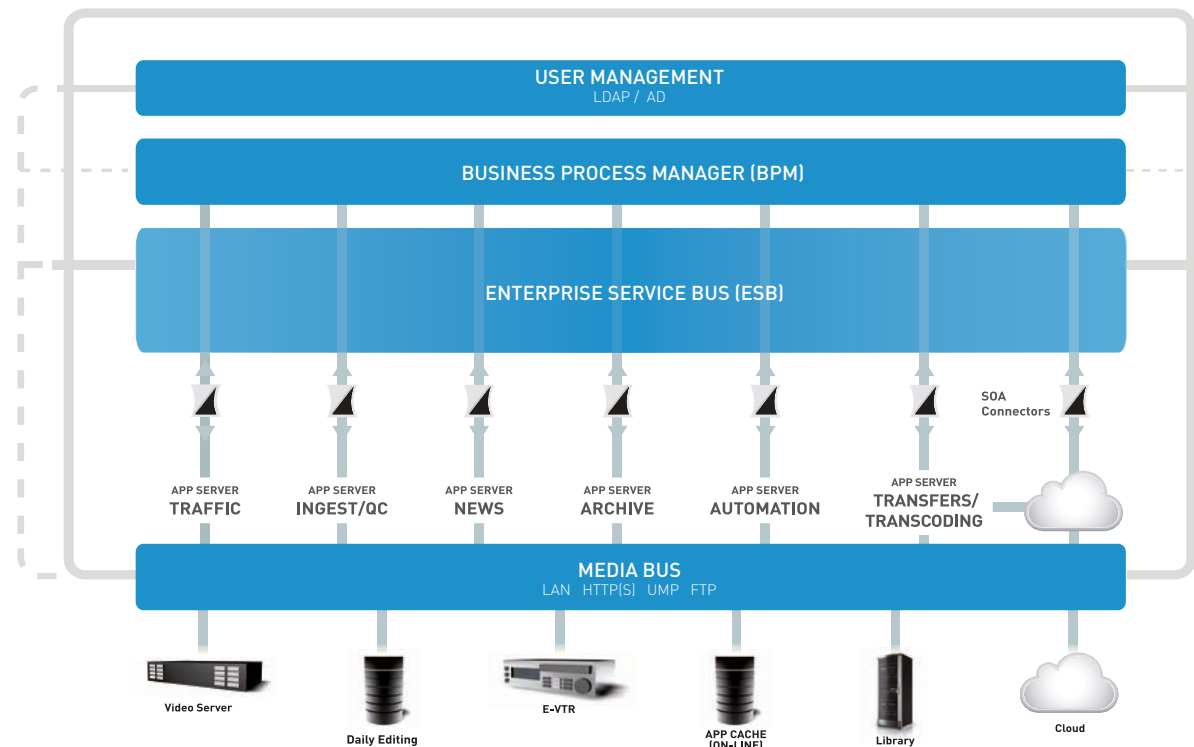 USER MANAGEMENT
LDAP / AD
BUSINESS PROCESS MANAGER (BPM)
ENTERPRISE SERVICE BUS (ESB)
SOA
Connectors
APP SERVER
TRAFFIC
APP SERVER
INGEST/QC
APP SERVER
NEWS
APP SERVER
ARCHIVE
APP SERVER
AUTOMATION
APP SERVER
TRANSFERS/
TRANSCODING
MEDIA BUS
LAN HTTP(S) UMP FTP
Video Server
Daily Editing
E-VTR
APP CACHE
(ON-LINE)
Library
Cloud